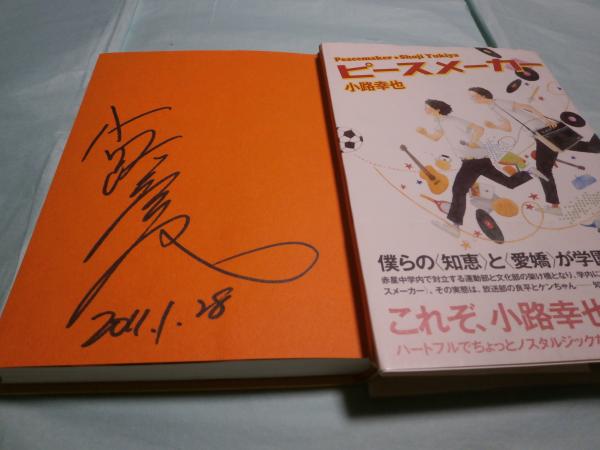 2011.1.28
Peacemaker★Shoji Yukiya
ピースメーカー
小路幸也
僕らの〈知恵〉と〈愛嬌〉が学園
赤星中学内で対立する運動部と文化部の架け橋となり、学内に
スメーカー〉。その実態は、放送部の良平とケンちゃん
これぞ、小路幸也
ハートフルでちょっとノスタルジックな